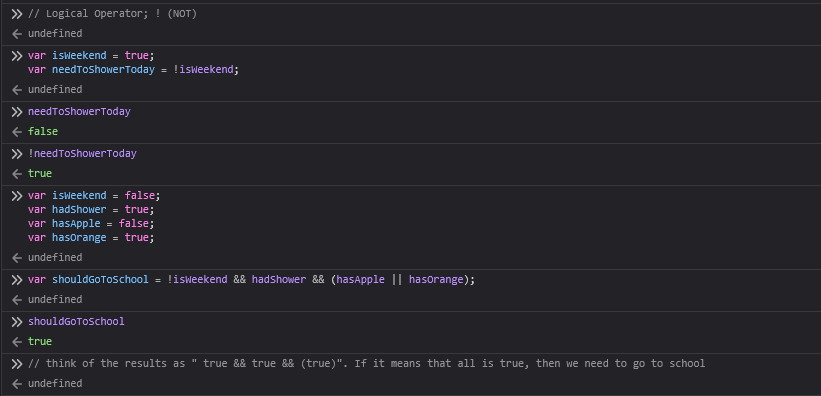 // Logical Operator; ! (NOT)
undefined
var isWeekend = true;
var needToShowerToday = !isWeekend;
undefined
needToShowerToday
false
!needToShowerToday
true
var isWeekend = false;
var hadShower = true;
var hasApple = false;
var hasOrange = true;
undefined
var shouldGoToSchool = !isWeekend && hadShower && (hasApple || hasOrange);
undefined
shouldGoToSchool
true
// think of the results as " true && true && (true)". If it means that all is true, then we need to go to school
undefined